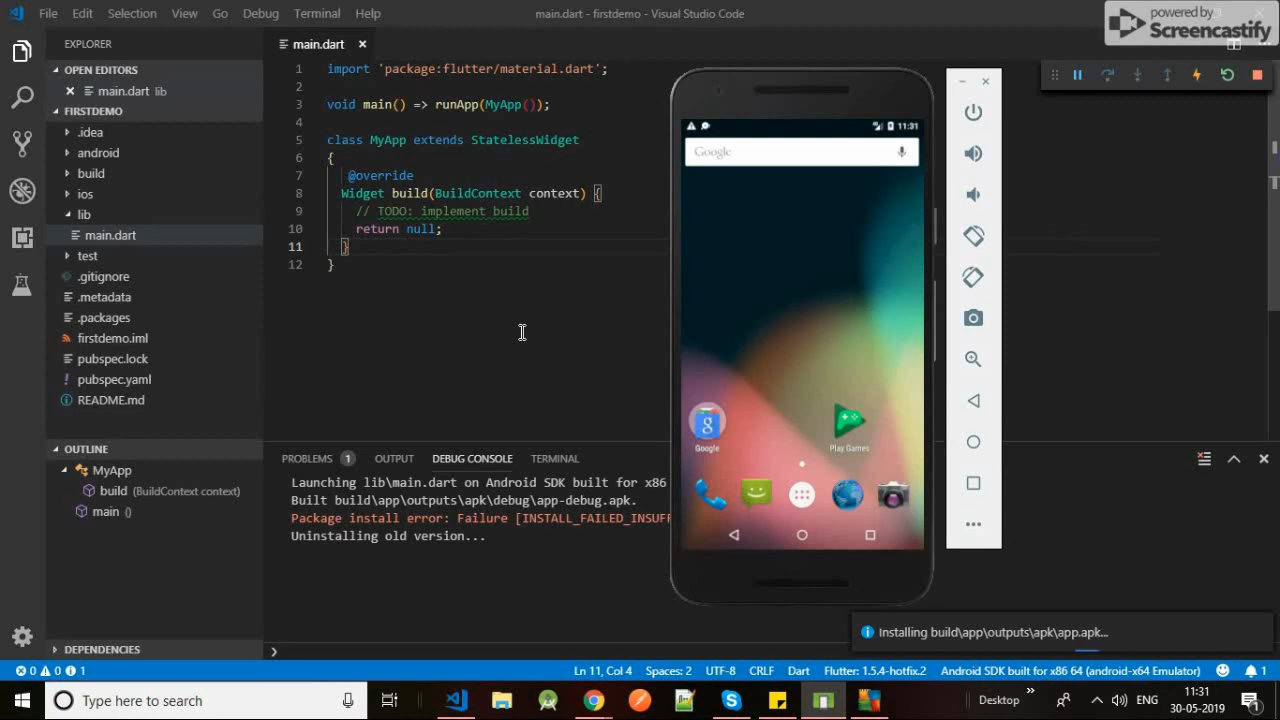 File Edit Selection View Go Debug Terminal Help
main.dart - firstdemo - Visual Studio Code
powered by
Screencastify
EXPLORER
OPEN EDITORS
main.dart lib
FIRSTDEMO
.idea
android
build
ios
lib
main.dart
test
.gitignore
.metadata
.packages
firstdemo.iml
pubspec.lock
pubspec.yaml
README.md
OUTLINE
MyApp
build (BuildContext context)
main ()
DEPENDENCIES
main.dart
1 import 'package:flutter/material.dart';
2
3 void main() => runApp(MyApp());
4
5 class MyApp extends StatelessWidget
6 {
7 @override
8 Widget build(BuildContext context) {
9 // TODO: implement build
10 return null;
11 }
12 }
11:31
Google
Google
Play Games
PROBLEMS 1 OUTPUT DEBUG CONSOLE TERMINAL
Launching lib\main.dart on Android SDK built for x86
Built build\app\outputs\apk\debug\app-debug.apk.
Package install error: Failure [INSTALL_FAILED_INSUFF
Uninstalling old version...
Installing build\app\outputs\apk\app.apk...
0 0 1
Ln 11, Col 4 Spaces: 2 UTF-8 CRLF Dart Flutter: 1.5.4-hotfix.2 Android SDK built for x86 64 (android-x64 Emulator) 1
Type here to search
Desktop
ENG
11:31
30-05-2019
1